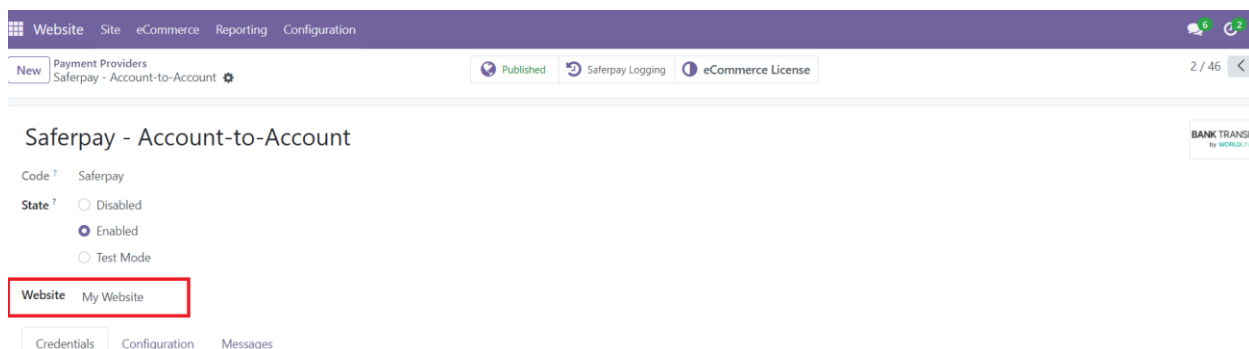 Website Site eCommerce Reporting Configuration 6 2
New Payment Providers
Saferpay - Account-to-Account
Published Saferpay Logging eCommerce License 2 / 46
Saferpay - Account-to-Account
BANK TRANS
by WORLD
Code ? Saferpay
State ? Disabled
Enabled
Test Mode
Website My Website
Credentials Configuration Messages